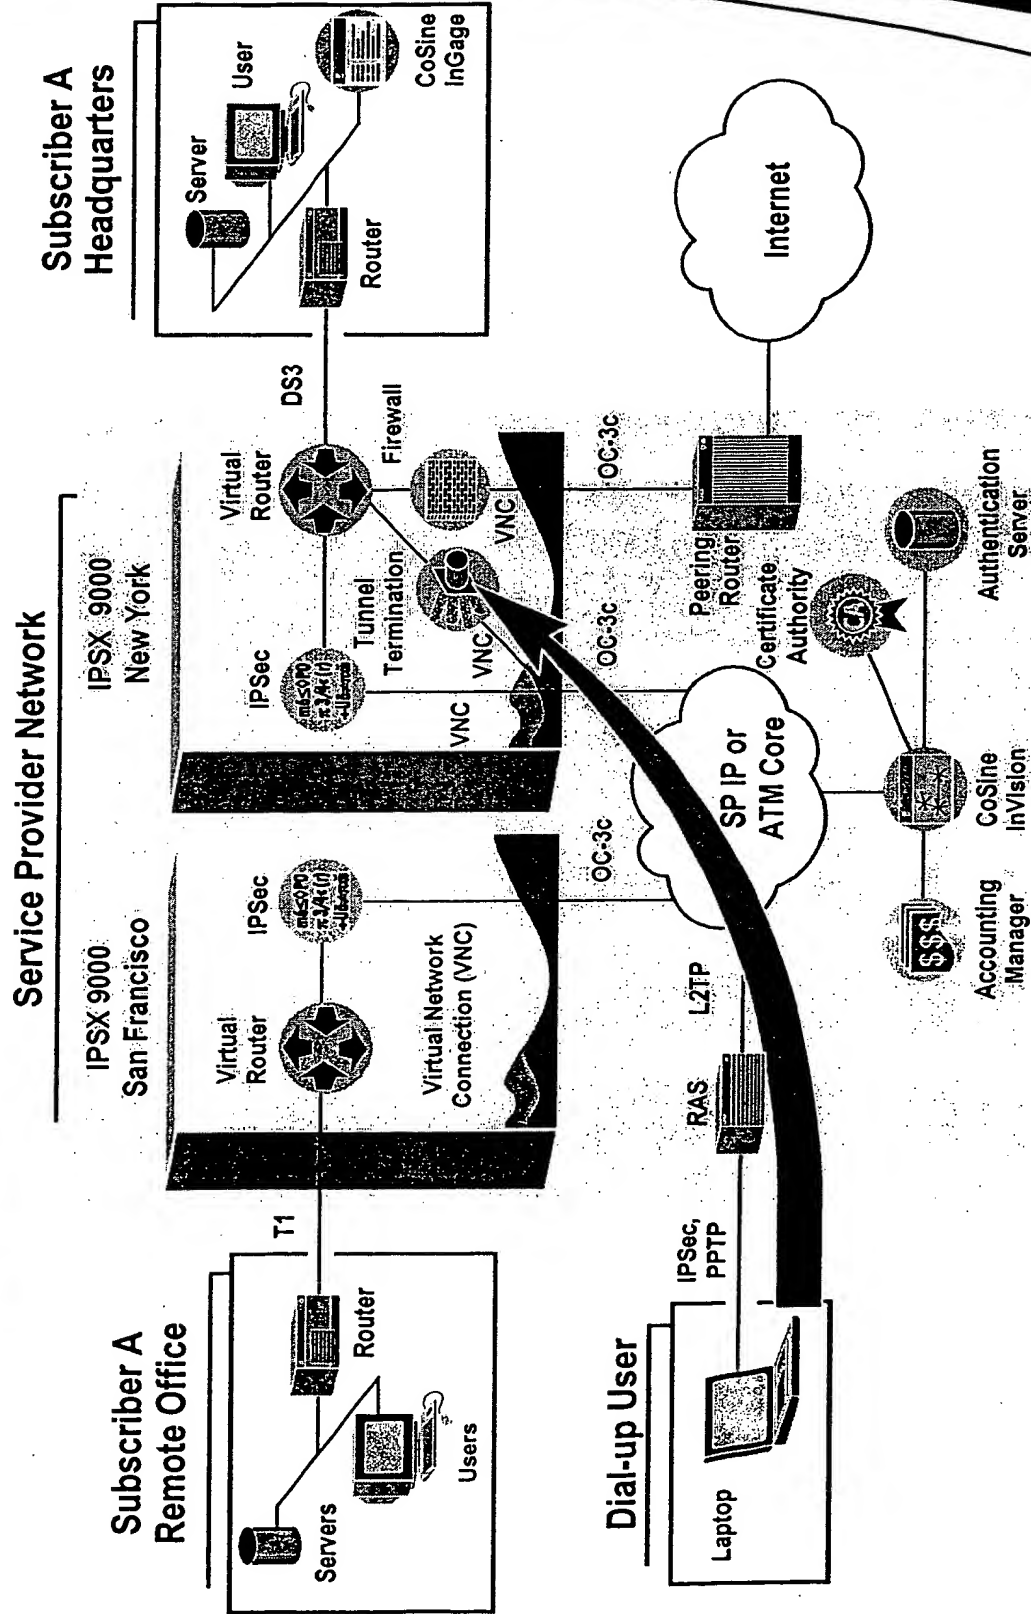 Service Provider Network
Subscriber A
Remote Office
Servers
Users
Router
T1
IPSX 9000
San Francisco
Virtual
Router
IPSec
Virtual Network
Connection (VNC)
IPSX 9000
New York
IPSec
Virtual
Router
Tunnel
Termination
Firewall
VNC
VNC
VNC
DS3
Subscriber A
Headquarters
Server
User
Router
CoSine
InGage
Dial-up User
Laptop
IPSec,
PPTP
RAS
L2TP
OC-3c
OC-3c
OC-3c
SP IP or
ATM Core
Peering
Router
Internet
Certificate
Authority
Authentication
Server
CoSine
InVision
Accounting
Manager
$$$